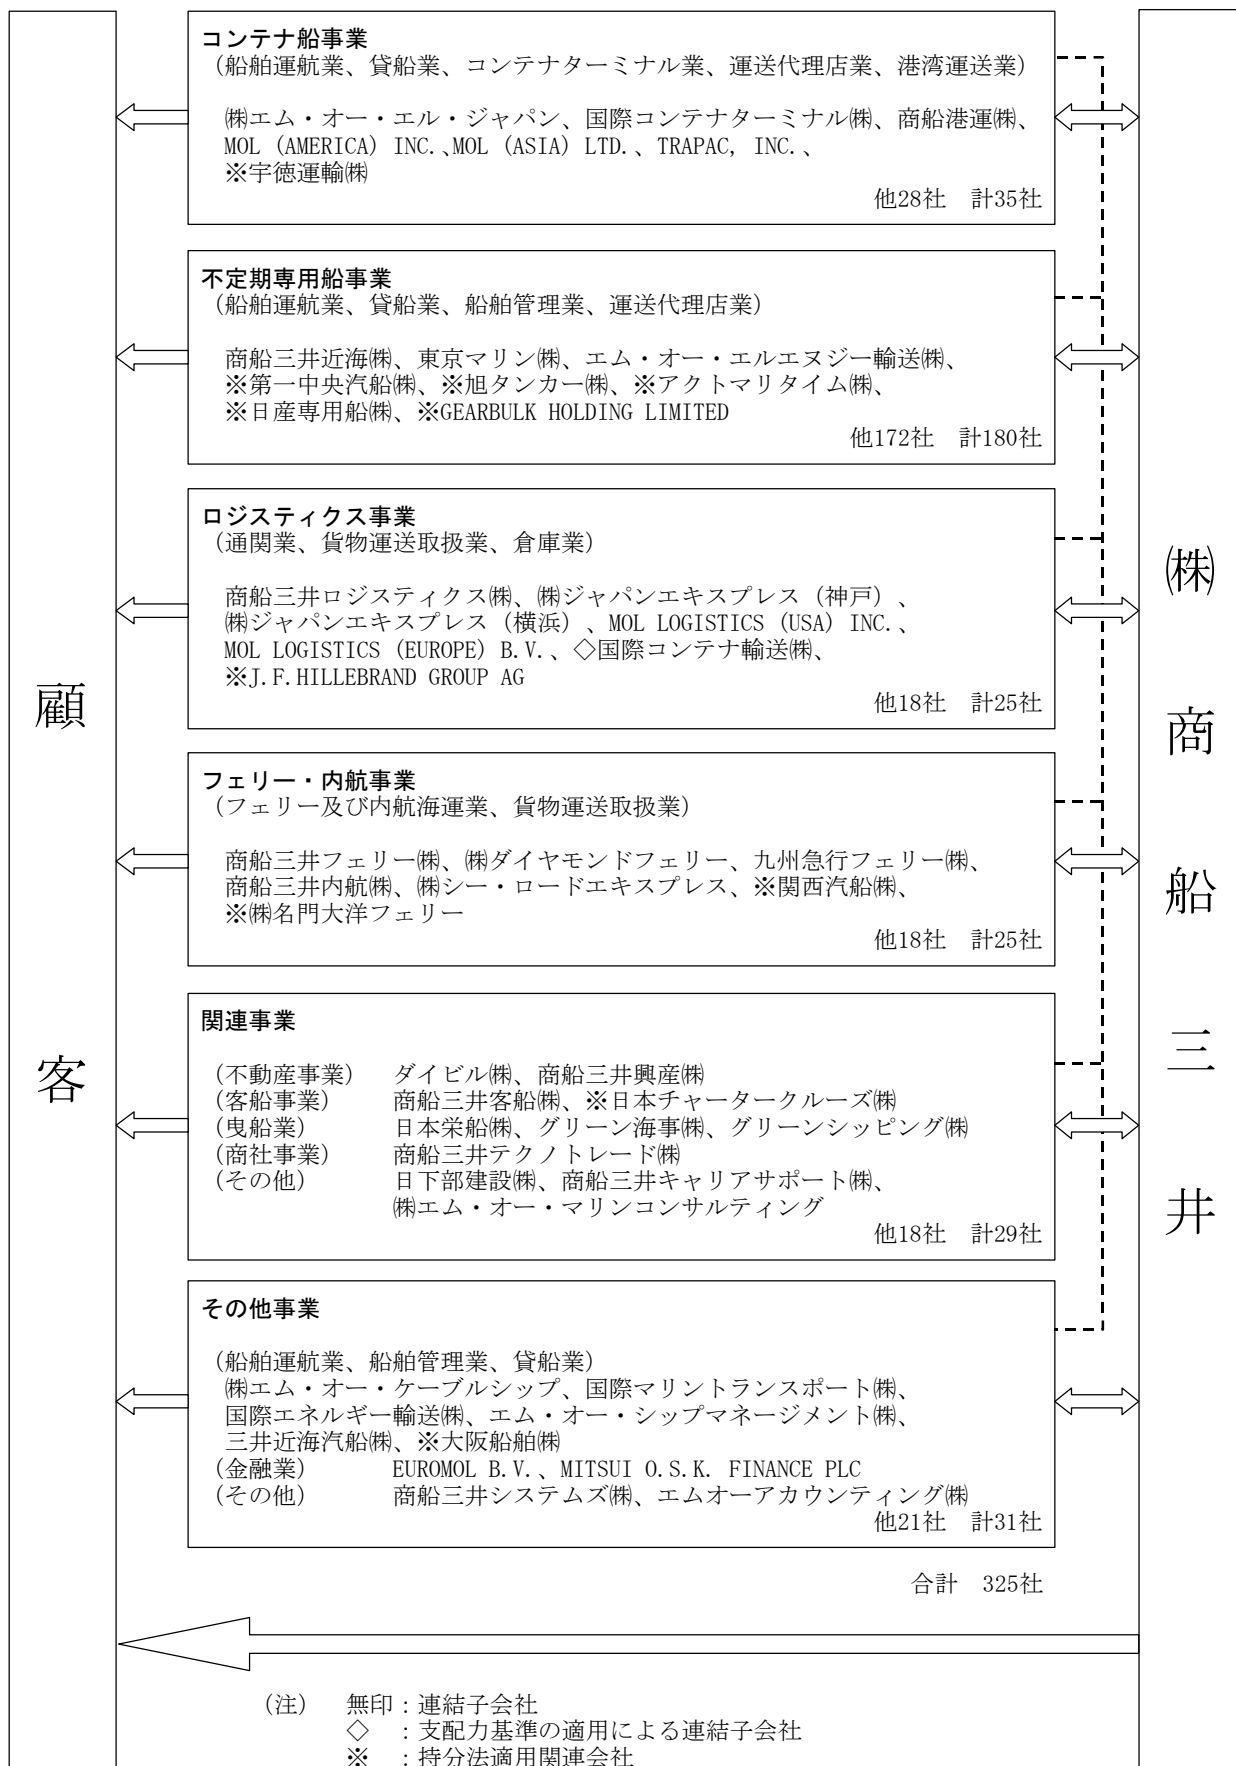 コンテナ船事業
（船舶運航業、貸船業、コンテナターミナル業、運送代理店業、港湾運送業）
㈱エム・オー・エル・ジャパン、国際コンテナターミナル㈱、商船港運㈱、
MOL (AMERICA) INC.、MOL (ASIA) LTD.、TRAPAC, INC.、
※宇徳運輸㈱
他28社　計35社
不定期専用船事業
（船舶運航業、貸船業、船舶管理業、運送代理店業）
商船三井近海㈱、東京マリン㈱、エム・オー・エルエヌジー輸送㈱、
※第一中央汽船㈱、※旭タンカー㈱、※アクトマリタイム㈱、
※日産専用船㈱、※GEARBULK HOLDING LIMITED
他172社　計180社
ロジスティクス事業
（通関業、貨物運送取扱業、倉庫業）
商船三井ロジスティクス㈱、㈱ジャパンエキスプレス（神戸）、
㈱ジャパンエキスプレス（横浜）、MOL LOGISTICS (USA) INC.、
MOL LOGISTICS (EUROPE) B.V.、◇国際コンテナ輸送㈱、
※J.F.HILLEBRAND GROUP AG
他18社　計25社
フェリー・内航事業
（フェリー及び内航海運業、貨物運送取扱業）
商船三井フェリー㈱、㈱ダイヤモンドフェリー、九州急行フェリー㈱、
商船三井内航㈱、㈱シー・ロードエキスプレス、※関西汽船㈱、
※㈱名門大洋フェリー
他18社　計25社
関連事業
（不動産事業）　ダイビル㈱、商船三井興産㈱
（客船事業）　商船三井客船㈱、※日本チャータークルーズ㈱
（曳船業）　日本栄船㈱、グリーン海事㈱、グリーンシッピング㈱
（商社事業）　商船三井テクノトレード㈱
（その他）　日下部建設㈱、商船三井キャリアサポート㈱、
㈱エム・オー・マリンコンサルティング
他18社　計29社
その他事業
（船舶運航業、船舶管理業、貸船業）
㈱エム・オー・ケーブルシップ、国際マリントランスポート㈱、
国際エネルギー輸送㈱、エム・オー・シップマネージメント㈱、
三井近海汽船㈱、※大阪船舶㈱
（金融業）　EUROMOL B.V.、MITSUI O.S.K. FINANCE PLC
（その他）　商船三井システムズ㈱、エムオーアカウンティング㈱
他21社　計31社
合計　325社
顧客
㈱商船三井
（注）　無印：連結子会社
◇　：支配力基準の適用による連結子会社
※　：持分法適用関連会社